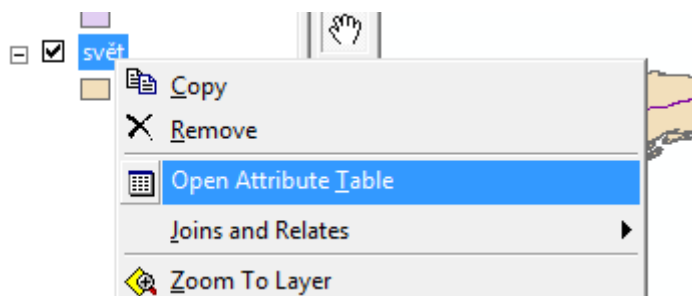 svět
Copy
Remove
Open Attribute Table
Joins and Relates
Zoom To Layer